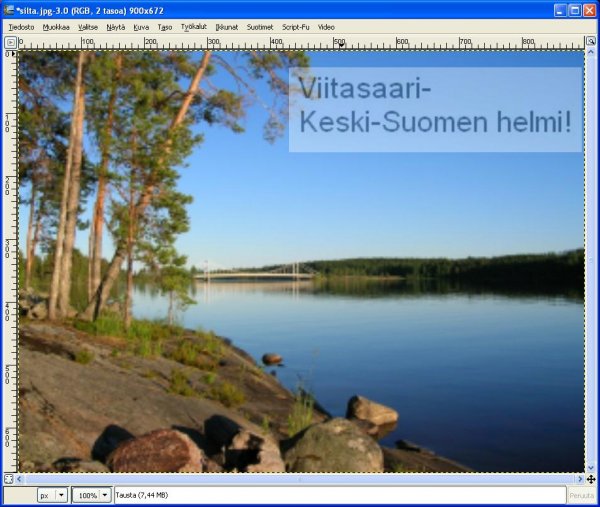 *silta.jpg-3.0 (RGB, 2 tasoa) 900x672
Tiedosto Muokkaa Valitse Näytä Kuva Taso Työkalut Ikkunat Suotimet Script-Fu Video
0 100 200 300 400 500 600 700 800
0
100
200
300
400
500
600
Viitasaari-
Keski-Suomen helmi!
px 100% Tausta (7,44 MB) Peruuta